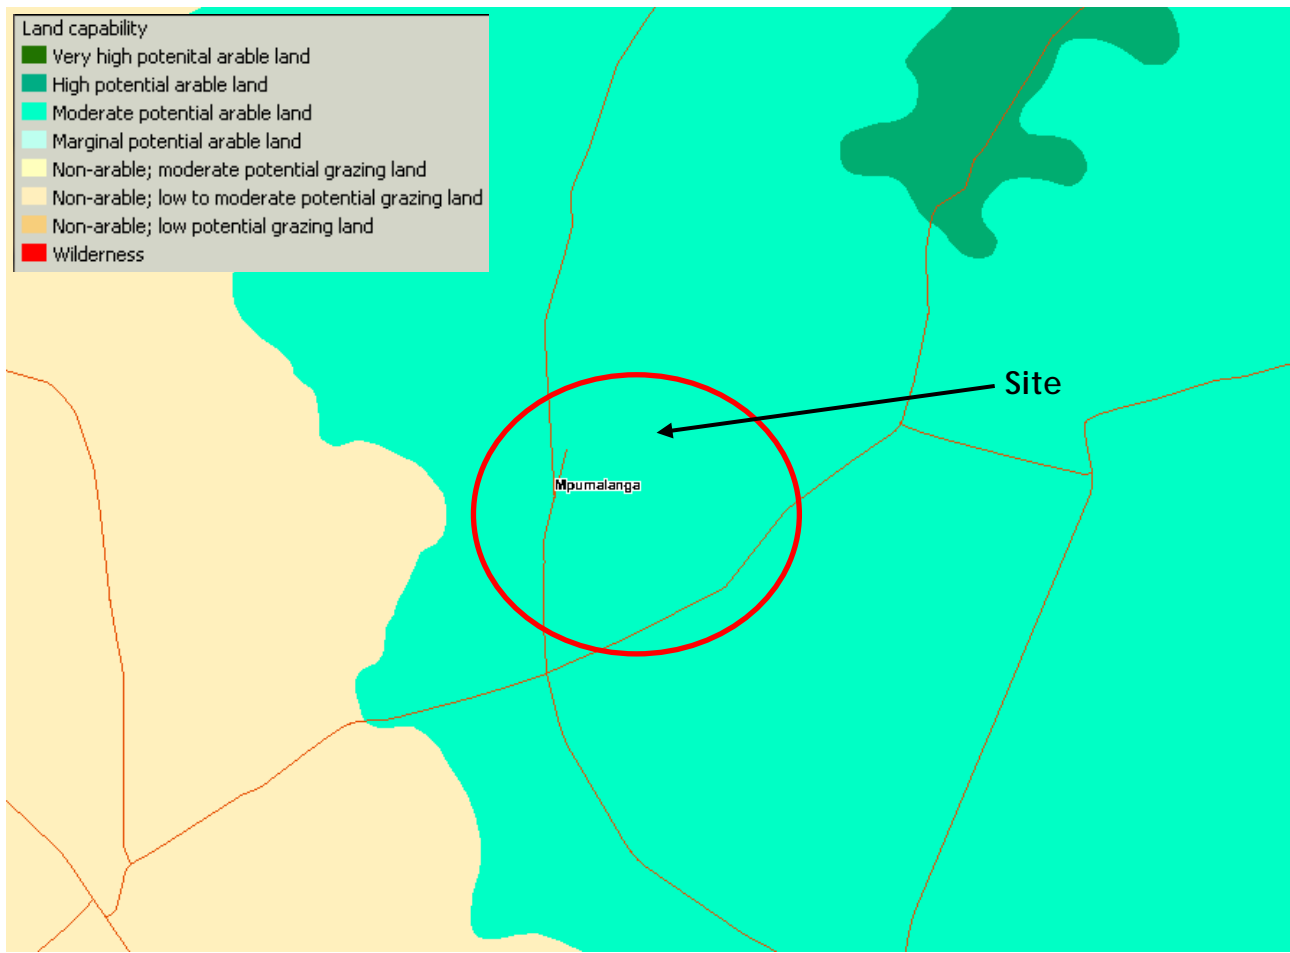 Land capability
Very high potenital arable land
High potential arable land
Moderate potential arable land
Marginal potential arable land
Non-arable; moderate potential grazing land
Non-arable; low to moderate potential grazing land
Non-arable; low potential grazing land
Wilderness
Site
Mpumalanga